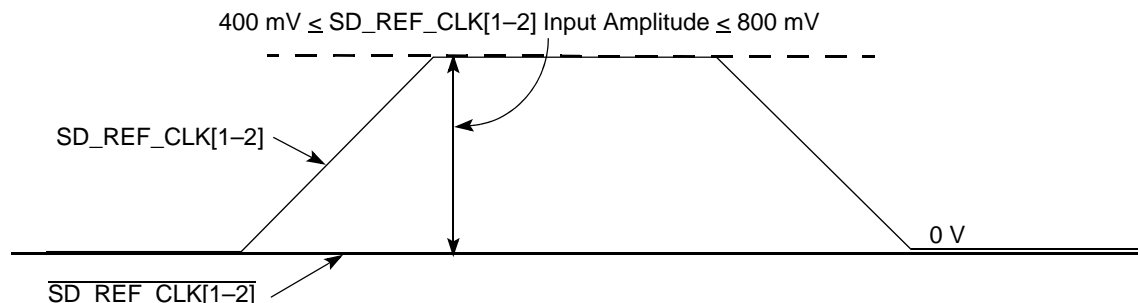 400 mV ≤ SD_REF_CLK[1–2] Input Amplitude ≤ 800 mV
SD_REF_CLK[1–2]
0 V
SD_REF_CLK[1–2]